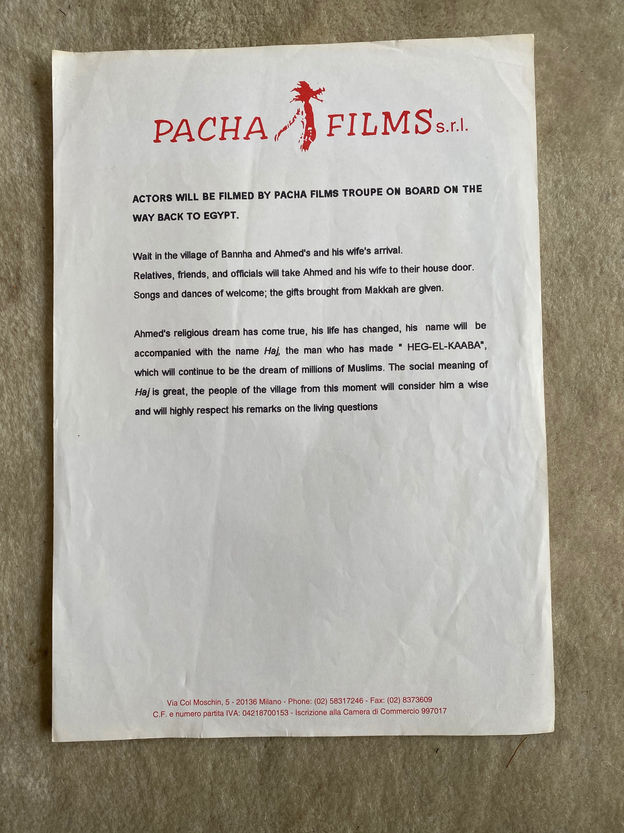 PACHA FILMS s.r.l.
ACTORS WILL BE FILMED BY PACHA FILMS TROUPE ON BOARD ON THE
WAY BACK TO EGYPT.
Wait in the village of Bannha and Ahmed's and his wife's arrival.
Relatives, friends, and officials will take Ahmed and his wife to their house door.
Songs and dances of welcome; the gifts brought from Makkah are given.
Ahmed's religious dream has come true, his life has changed, his name will be
accompanied with the name Haj, the man who has made " HEG-EL-KAABA",
which will continue to be the dream of millions of Muslims. The social meaning of
Haj is great, the people of the village from this moment will consider him a wise
and will highly respect his remarks on the living questions
Via Col Moschin, 5 - 20136 Milano - Phone: (02) 58317246 - Fax: (02) 8373609
C.F. e numero partita IVA: 04218700153 - Iscrizione alla Camera di Commercio 997017